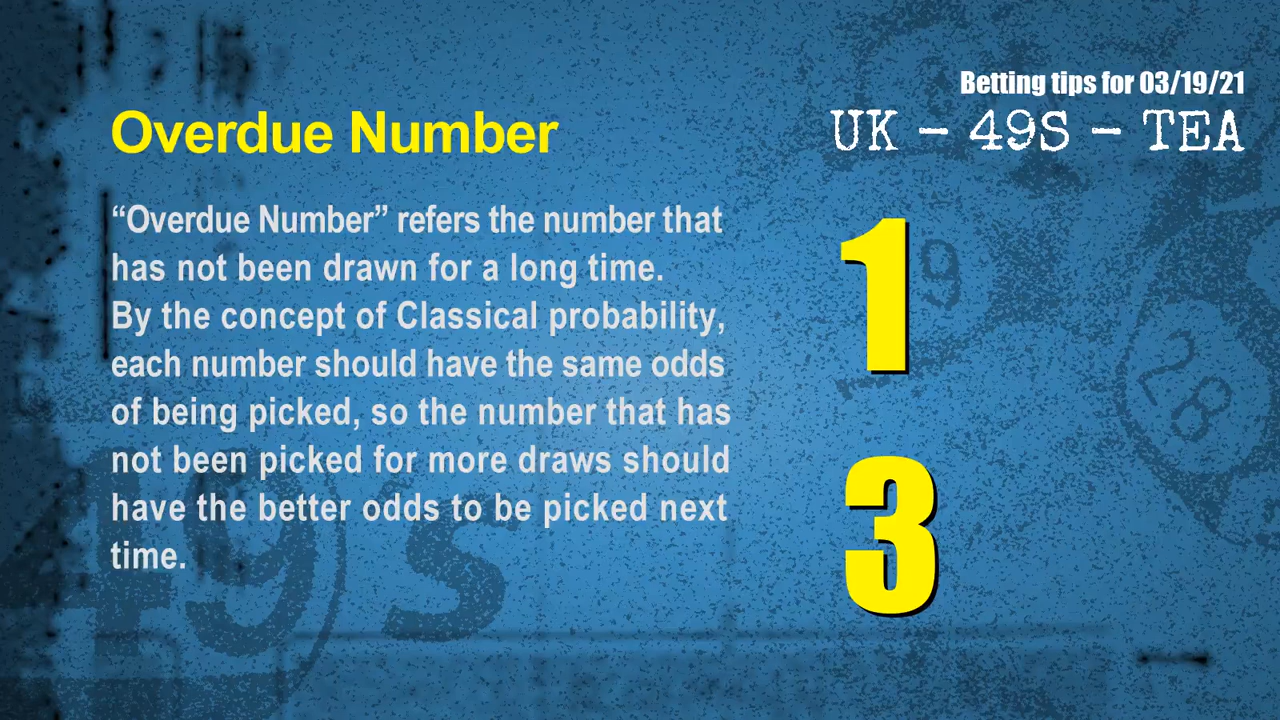 Betting tips for 03/19/21
UK - 49S - TEA
Overdue Number
“Overdue Number” refers the number that
has not been drawn for a long time.
By the concept of Classical probability,
each number should have the same odds
of being picked, so the number that has
not been picked for more draws should
have the better odds to be picked next
time.
1
3
9
28
49s